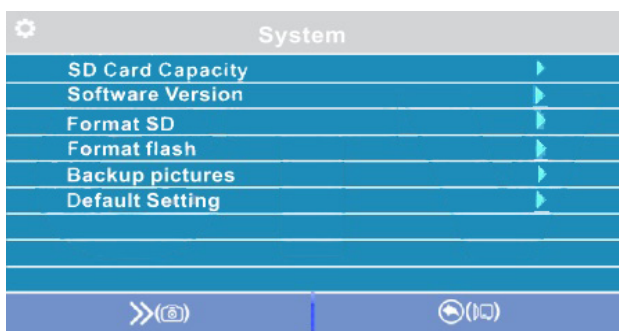 System
SD Card Capacity
Software Version
Format SD
Format flash
Backup pictures
Default Setting